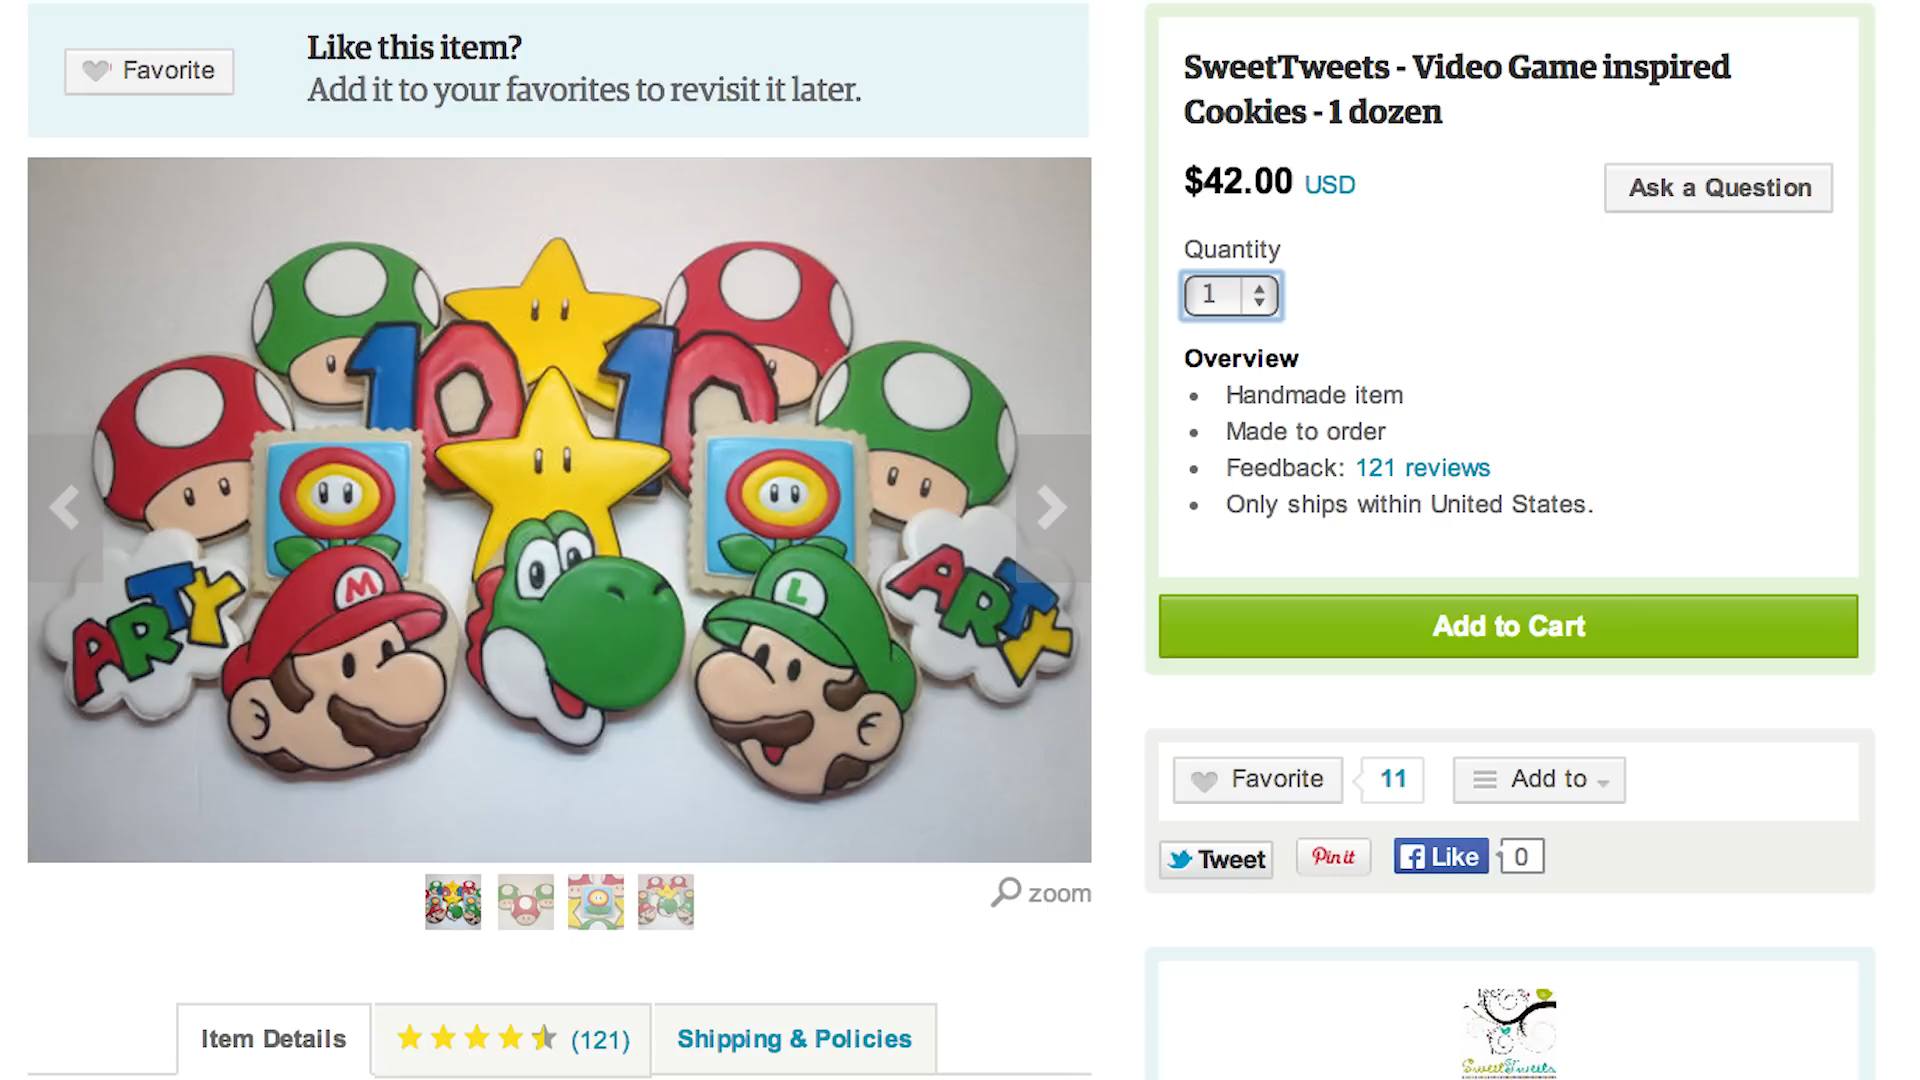 Favorite
Like this item?
Add it to your favorites to revisit it later.
10
10
ARTY
M
L
ARTY
zoom
Item Details
(121)
Shipping & Policies
SweetTweets - Video Game inspired
Cookies - 1 dozen
$42.00 USD
Ask a Question
Quantity
1
Overview
Handmade item
Made to order
Feedback: 121 reviews
Only ships within United States.
Add to Cart
Favorite
11
Add to
Tweet
Pin it
Like
0
SweetTweets